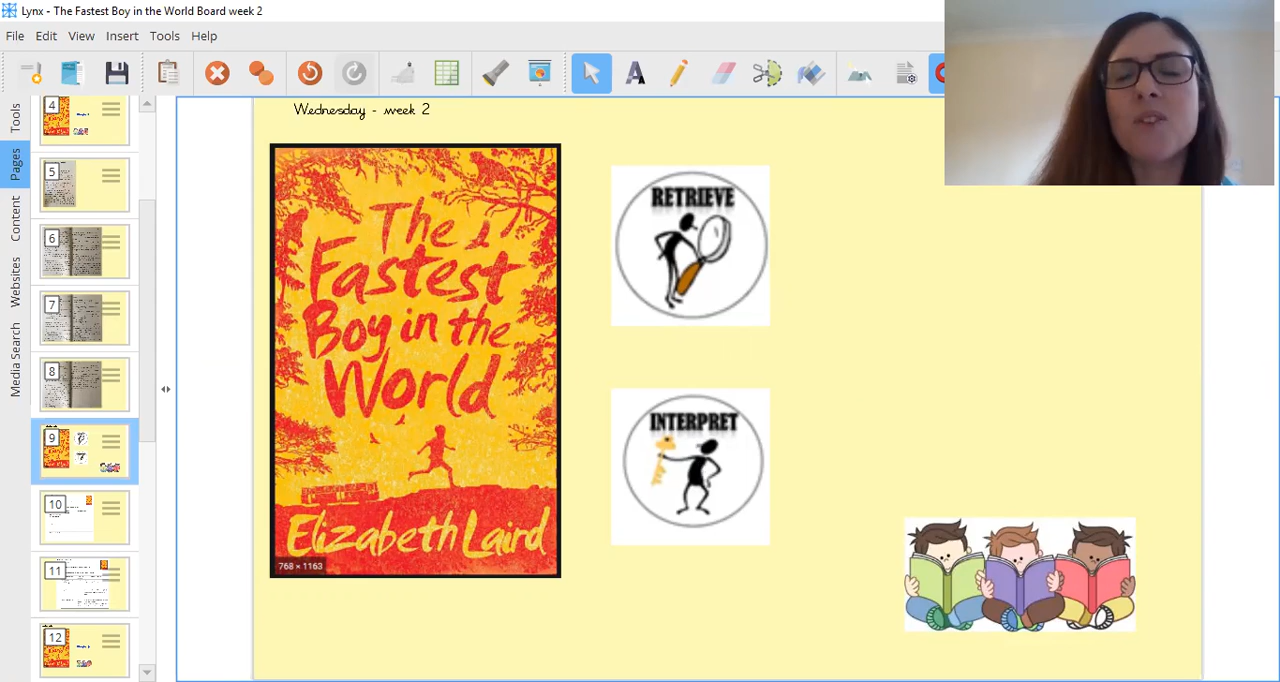 Lynx - The Fastest Boy in the World Board week 2
File Edit View Insert Tools Help
Tools
Pages
Content
Websites
Media Search
4
5
6
7
8
9
10
11
12
Wednesday - week 2
The
Fastest
Boy in the
World
Elizabeth Laird
768 × 1163
RETRIEVE
INTERPRET